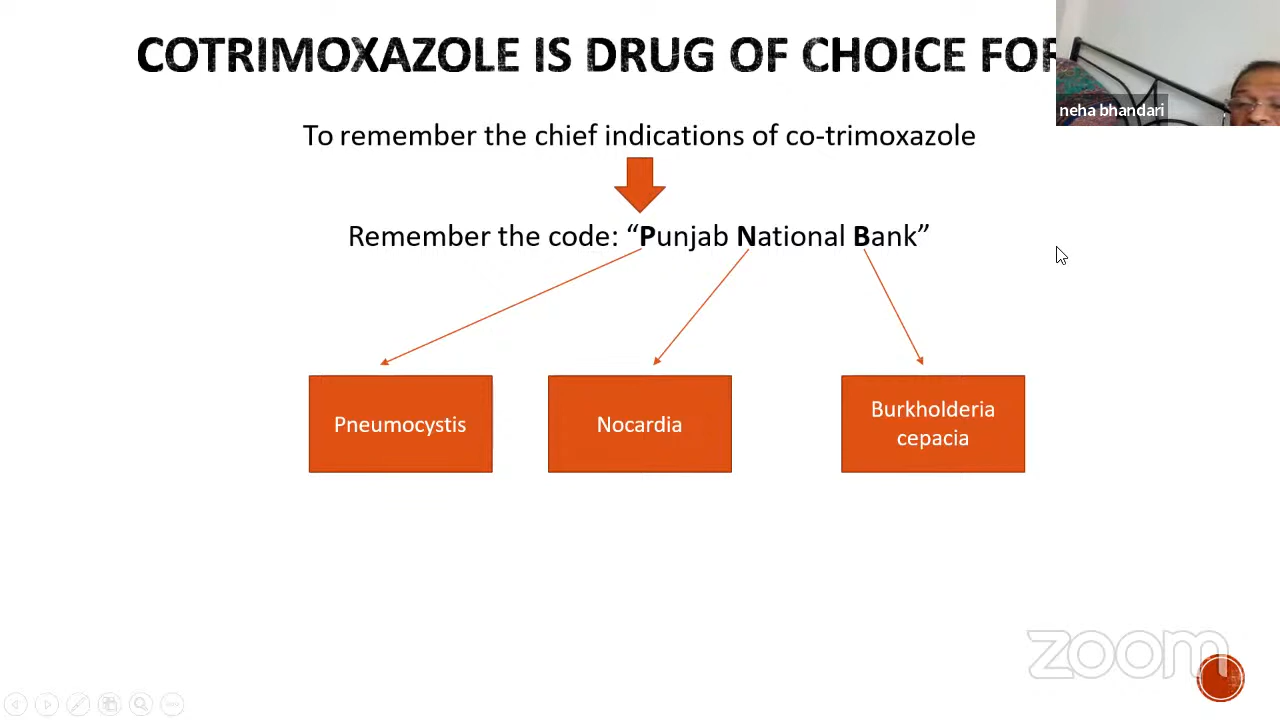 COTRIMOXAZOLE IS DRUG OF CHOICE FOR
neha bhandari
To remember the chief indications of co-trimoxazole
Remember the code: “Punjab National Bank”
Pneumocystis
Nocardia
Burkholderia
cepacia
zoom